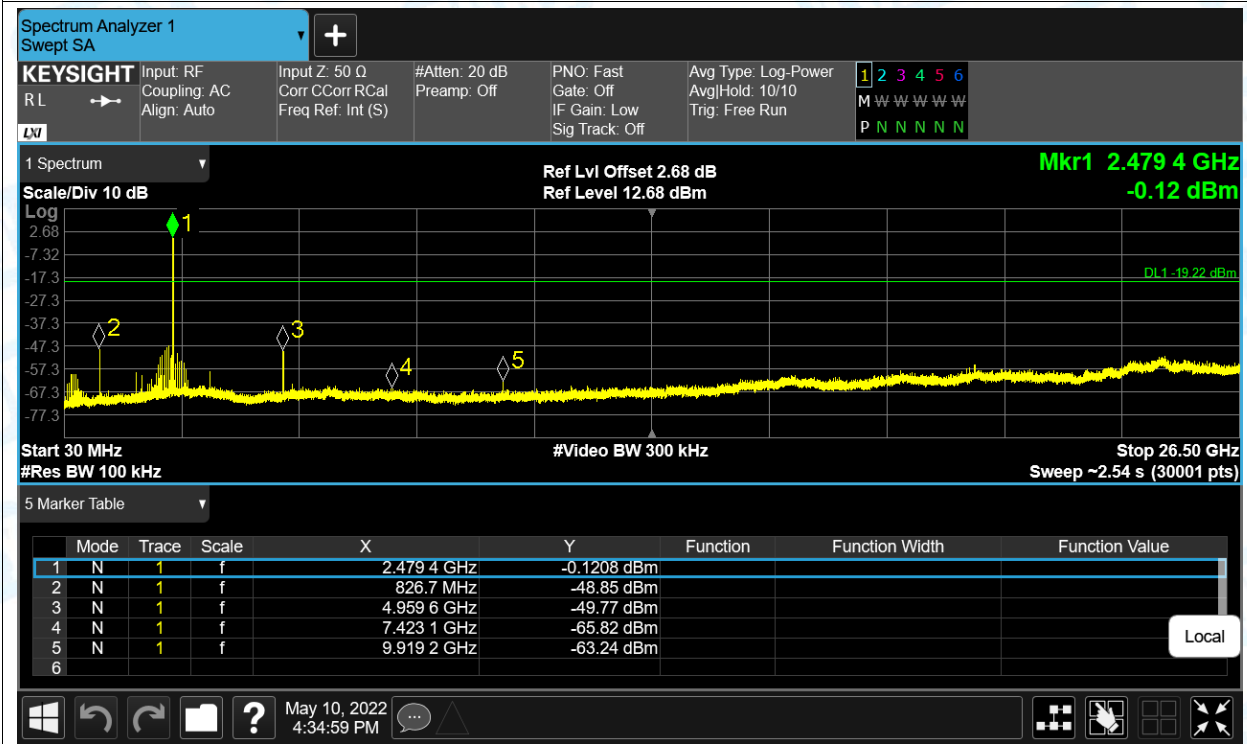 Spectrum Analyzer 1
Swept SA
+
KEYSIGHT
R L
LXI
Input: RF
Coupling: AC
Align: Auto
Input Z: 50 Ω
Corr CCorr RCal
Freq Ref: Int (S)
#Atten: 20 dB
Preamp: Off
PNO: Fast
Gate: Off
IF Gain: Low
Sig Track: Off
Avg Type: Log-Power
Avg|Hold: 10/10
Trig: Free Run
1 2 3 4 5 6
M W W W W W W
P N N N N N
1 Spectrum
Scale/Div 10 dB
Ref Lvl Offset 2.68 dB
Ref Level 12.68 dBm
Mkr1 2.479 4 GHz
-0.12 dBm
Log
2.68
-7.32
-17.3
-27.3
-37.3
-47.3
-57.3
-67.3
-77.3
1
2
3
4
5
DL1 -19.22 dBm
Start 30 MHz
#Video BW 300 kHz
Stop 26.50 GHz
#Res BW 100 kHz
Sweep ~2.54 s (30001 pts)
5 Marker Table
Mode Trace Scale X Y Function Function Width Function Value
1 N 1 f 2.479 4 GHz -0.1208 dBm
2 N 1 f 826.7 MHz -48.85 dBm
3 N 1 f 4.959 6 GHz -49.77 dBm
4 N 1 f 7.423 1 GHz -65.82 dBm
5 N 1 f 9.919 2 GHz -63.24 dBm
6
Local
?
May 10, 2022
4:34:59 PM